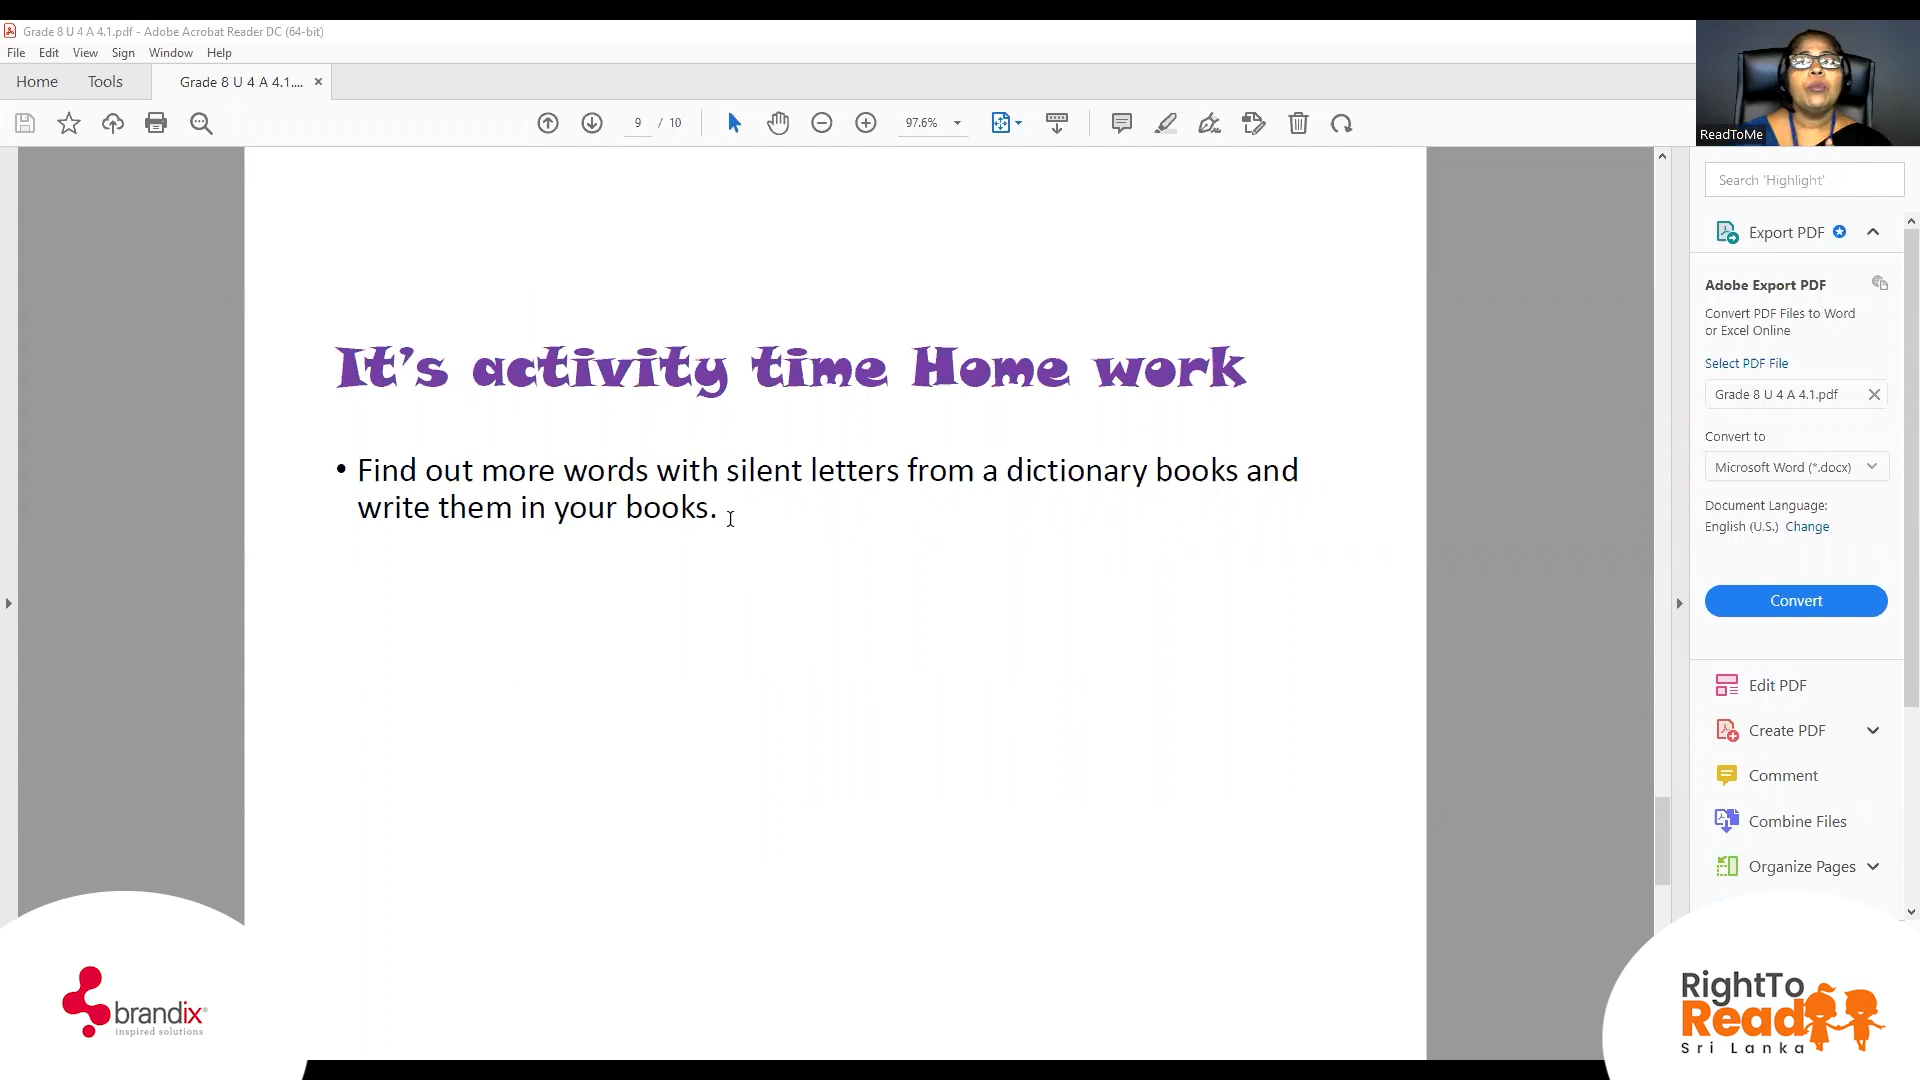 Grade 8 U 4 A 4.1.pdf - Adobe Acrobat Reader DC (64-bit)
File Edit View Sign Window Help
Home Tools Grade 8 U 4 A 4.1.... ×
9 / 10 97.6%
ReadToMe
Search 'Highlight'
Export PDF
Adobe Export PDF
Convert PDF Files to Word
or Excel Online
Select PDF File
Grade 8 U 4 A 4.1.pdf
Convert to
Microsoft Word (*.docx)
Document Language:
English (U.S.) Change
Convert
Edit PDF
Create PDF
Comment
Combine Files
Organize Pages
It's activity time Home work
• Find out more words with silent letters from a dictionary books and
write them in your books.
brandix
inspired solutions
RightTo
Read
Sri Lanka